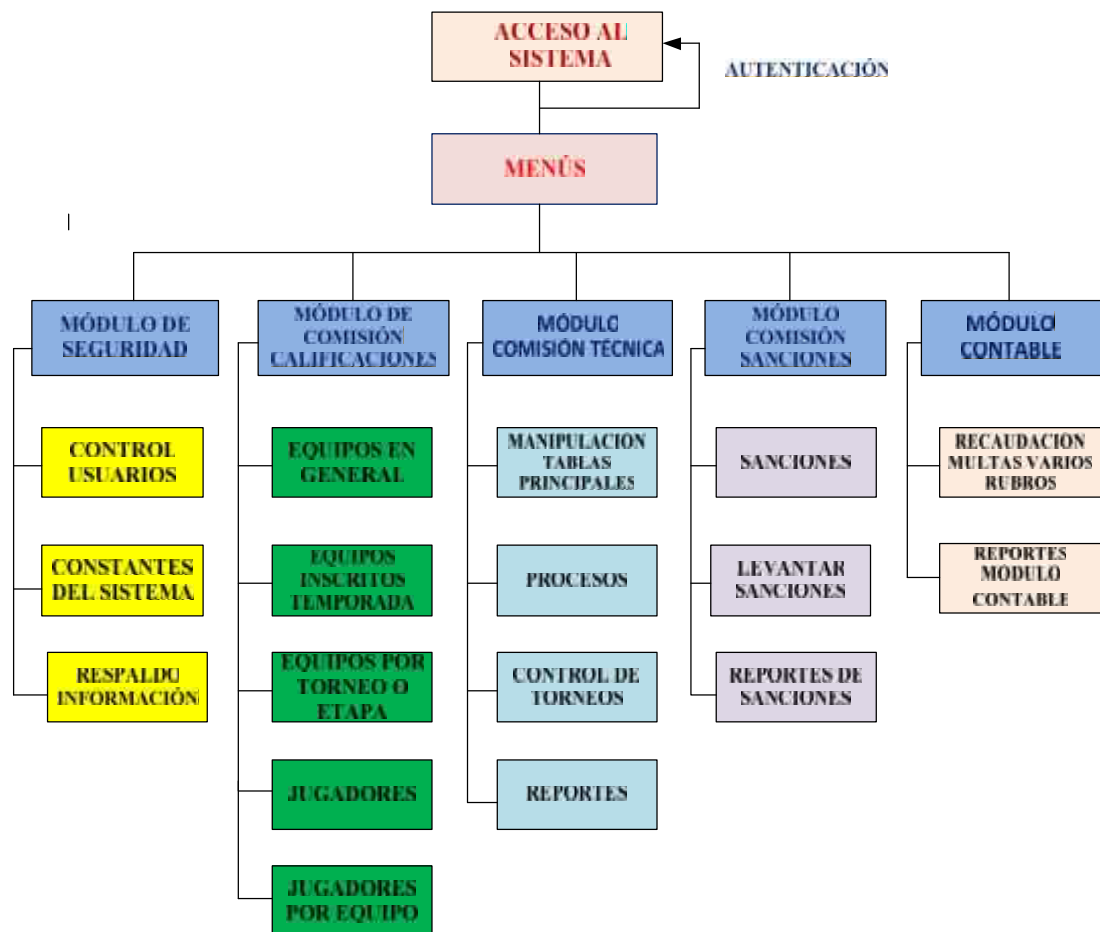 ACCESO AL
SISTEMA
AUTENTICACIÓN
MENÚS
MÓDULO DE
SEGURIDAD
MÓDULO DE
COMISIÓN
CALIFICACIONES
MÓDULO
COMISIÓN TÉCNICA
MÓDULO
COMISIÓN
SANCIONES
MÓDULO
CONTABLE
CONTROL
USUARIOS
EQUIPOS EN
GENERAL
MANIPULACIÓN
TABLAS
PRINCIPALES
SANCIONES
RECAUDACIÓN
MULTAS VARIOS
RUBROS
CONSTANTES
DEL SISTEMA
EQUIPOS
INSCRITOS
TEMPORADA
PROCESOS
LEVANTAR
SANCIONES
REPORTES
MODULO
CONTABLE
RESPALDO
INFORMACIÓN
EQUIPOS POR
TORNEO O
ETAPA
CONTROL DE
TORNEOS
REPORTES DE
SANCIONES
JUGADORES
REPORTES
JUGADORES
POR EQUIPO